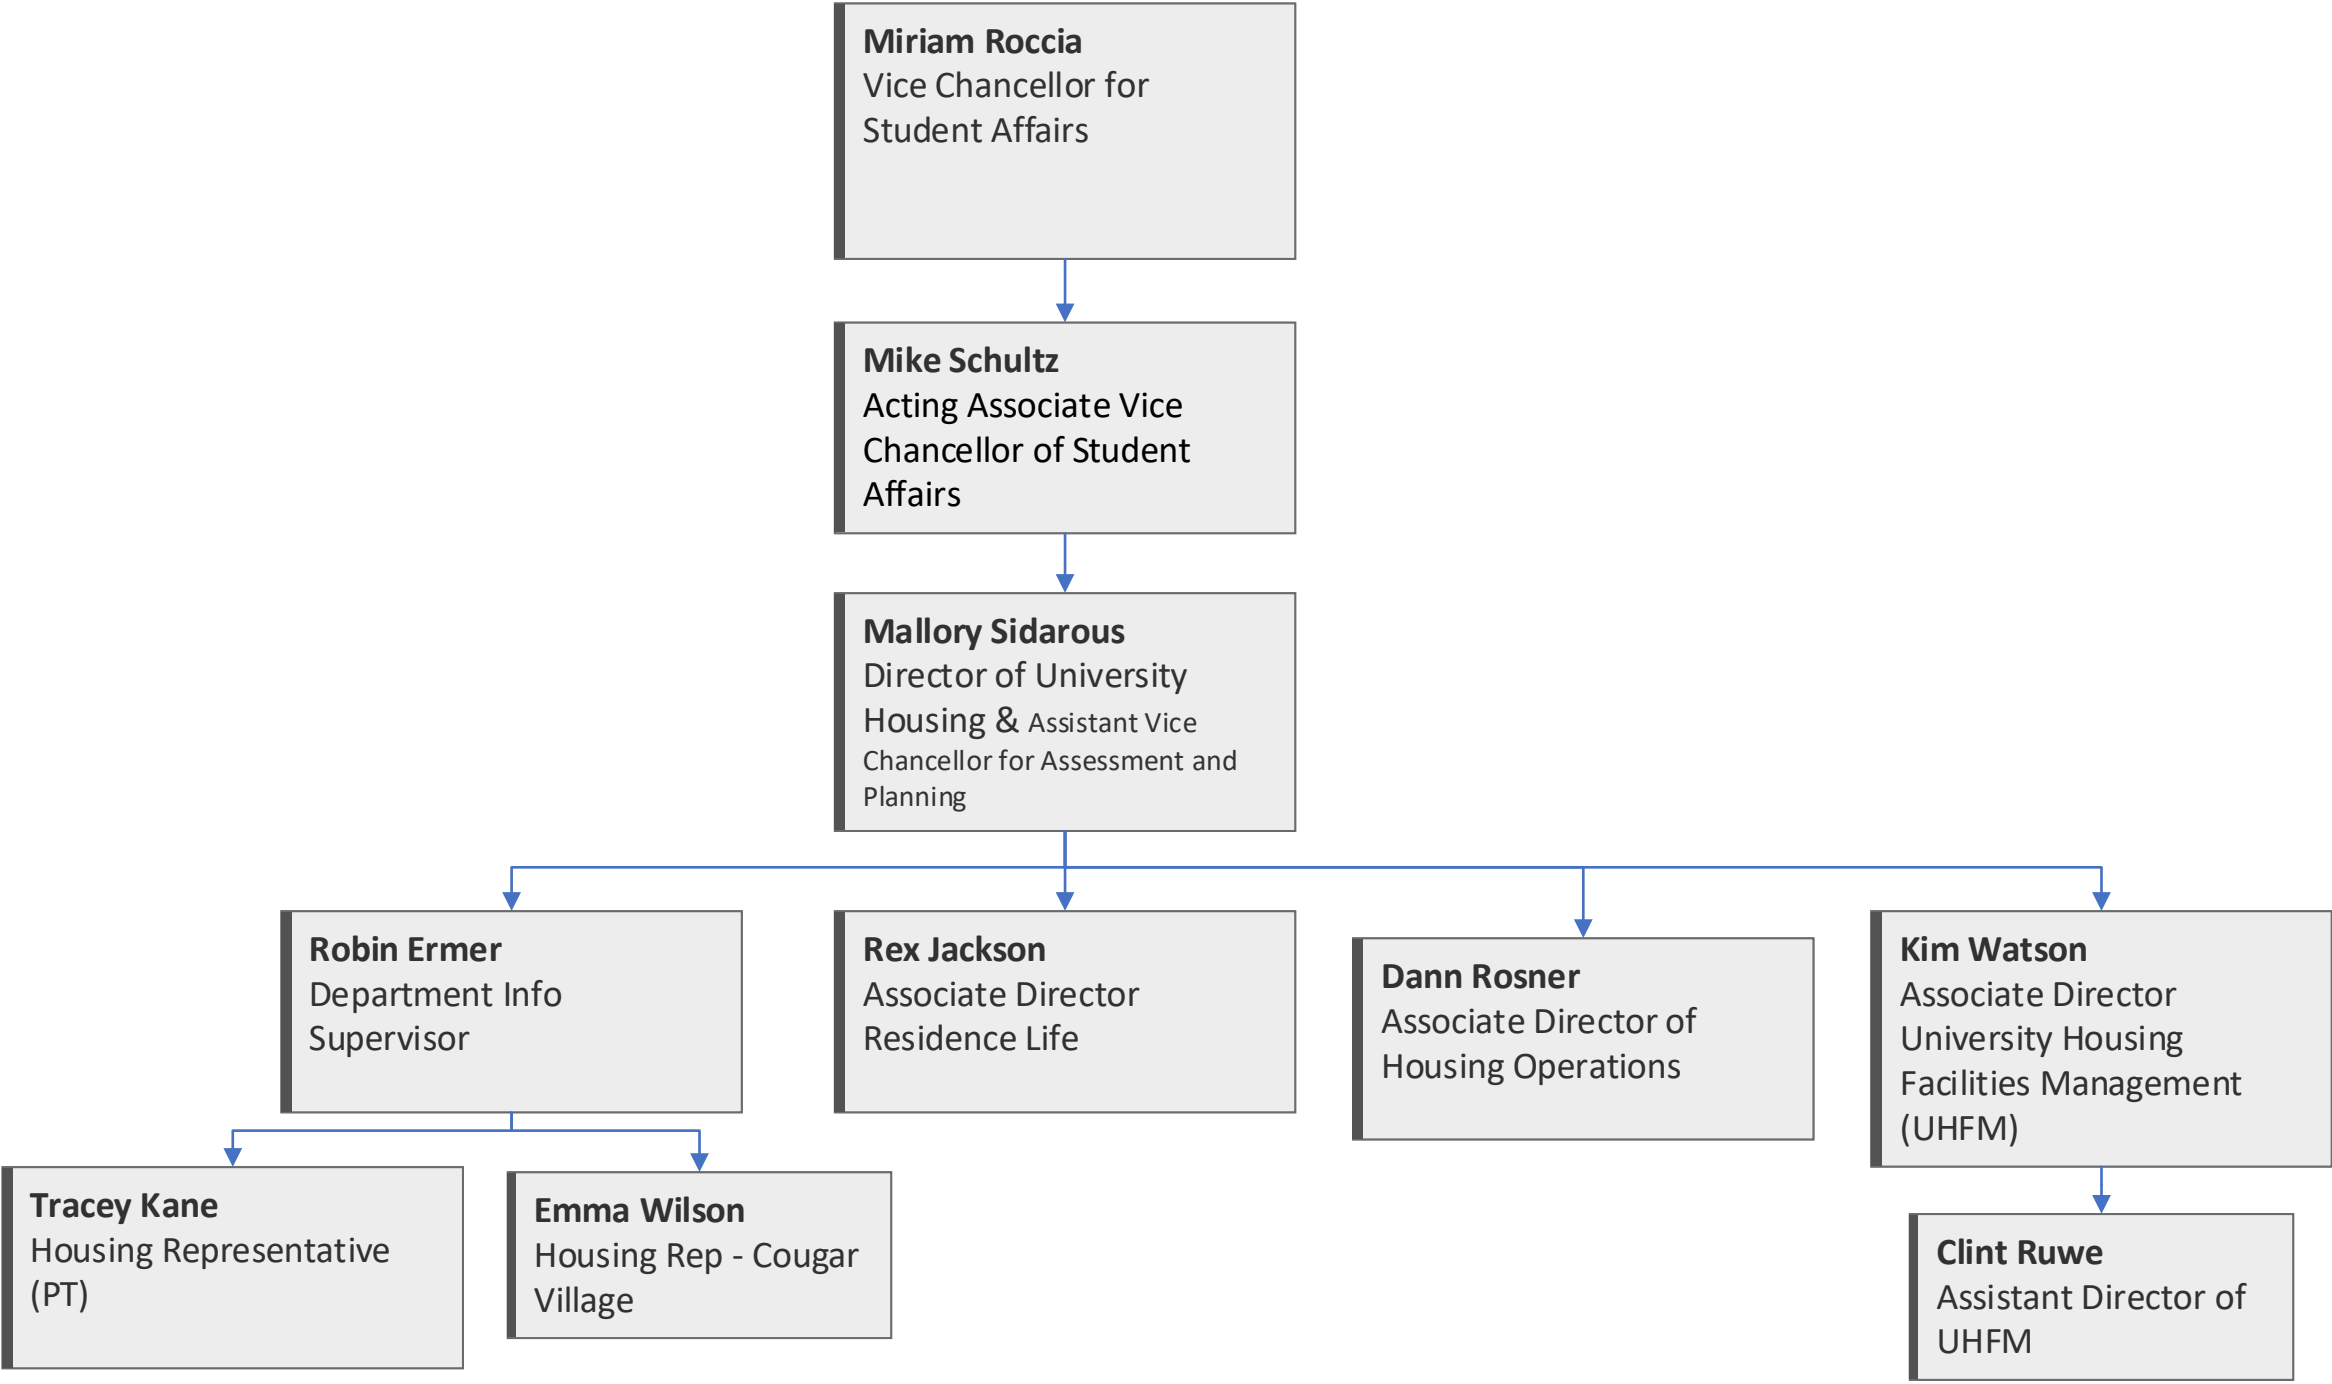 Miriam Roccia
Vice Chancellor for
Student Affairs
Mike Schultz
Acting Associate Vice
Chancellor of Student
Affairs
Mallory Sidarous
Director of University
Housing & Assistant Vice
Chancellor for Assessment and
Planning
Robin Ermer
Department Info
Supervisor
Rex Jackson
Associate Director
Residence Life
Dann Rosner
Associate Director of
Housing Operations
Kim Watson
Associate Director
University Housing
Facilities Management
(UHFM)
Tracey Kane
Housing Representative
(PT)
Emma Wilson
Housing Rep - Cougar
Village
Clint Ruwe
Assistant Director of
UHFM